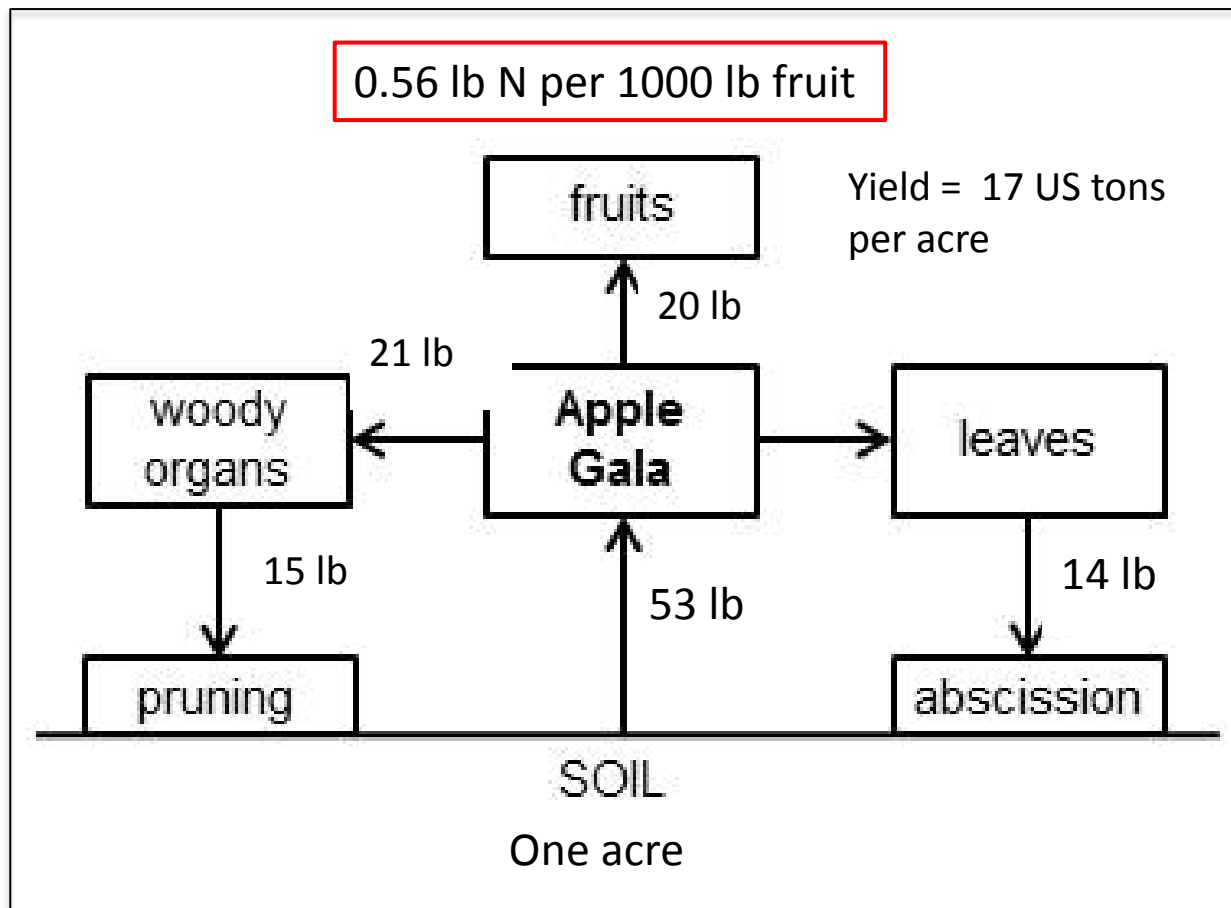 0.56 lb N per 1000 lb fruit
fruits
Yield = 17 US tons
per acre
20 lb
21 lb
woody
organs
Apple
Gala
leaves
15 lb
53 lb
14 lb
pruning
abscission
SOIL
One acre